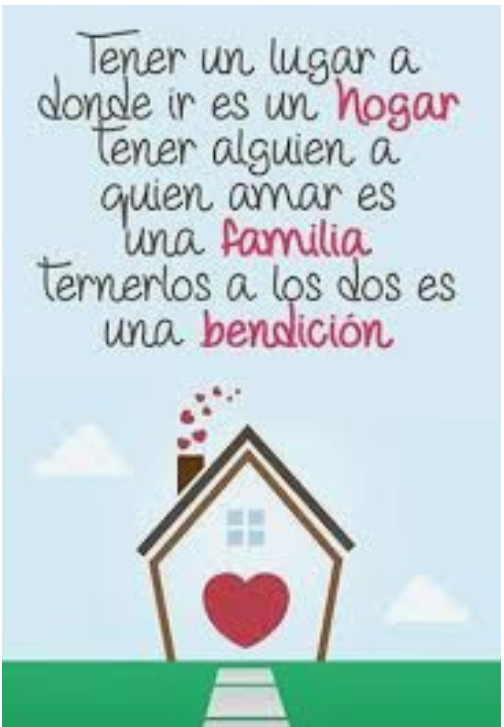 Tener un lugar a
donde ir es un hogar
Tener alguien a
quien amar es
una familia
Ternerlos a los dos es
una bendición